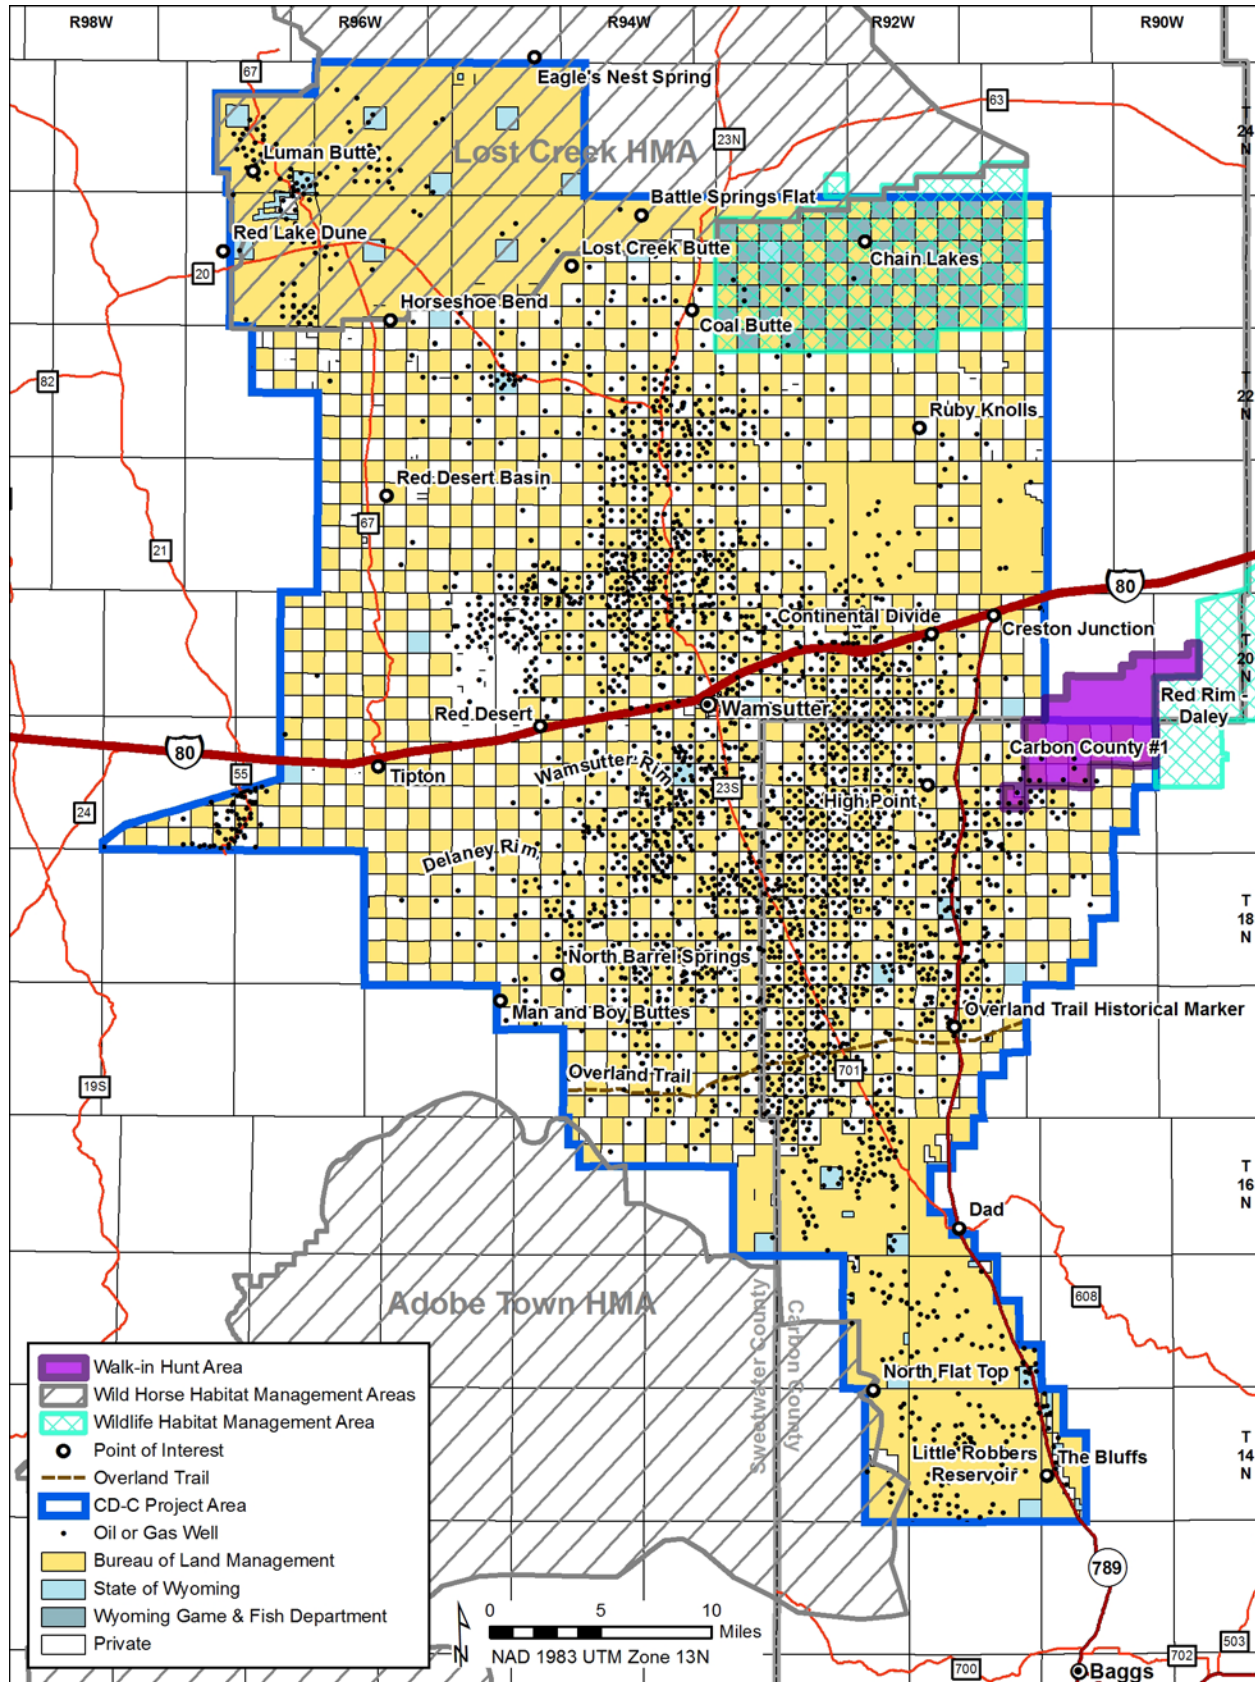 R98W
R96W
R94W
R92W
R90W
67
Eagle's Nest Spring
63
T
24
N
23N
Lost Creek HMA
Luman Butte
Battle Springs Flat
Red Lake Dune
Lost Creek Butte
Chain Lakes
20
Horseshoe Bend
Coal Butte
82
T
22
N
Ruby Knolls
Red Desert Basin
67
21
80
Continental Divide
Creston Junction
T
20
N
Red Rim -
Daley
Wamsutter
Red Desert
Carbon County #1
80
Tipton
55
Wamsutter Rim
23S
High Point
24
Delaney Rim
T
18
N
North Barrel Springs
Man and Boy Buttes
Overland Trail Historical Marker
Overland Trail
701
19S
T
16
N
Dad
Adobe Town HMA
Sweetwater County
Carbon County
608
North Flat Top
T
14
N
Little Robbers
Reservoir
The Bluffs
789
Walk-in Hunt Area
Wild Horse Habitat Management Areas
Wildlife Habitat Management Area
Point of Interest
Overland Trail
CD-C Project Area
Oil or Gas Well
Bureau of Land Management
State of Wyoming
Wyoming Game & Fish Department
Private
N
0 5 10
Miles
NAD 1983 UTM Zone 13N
503
702
700
Baggs